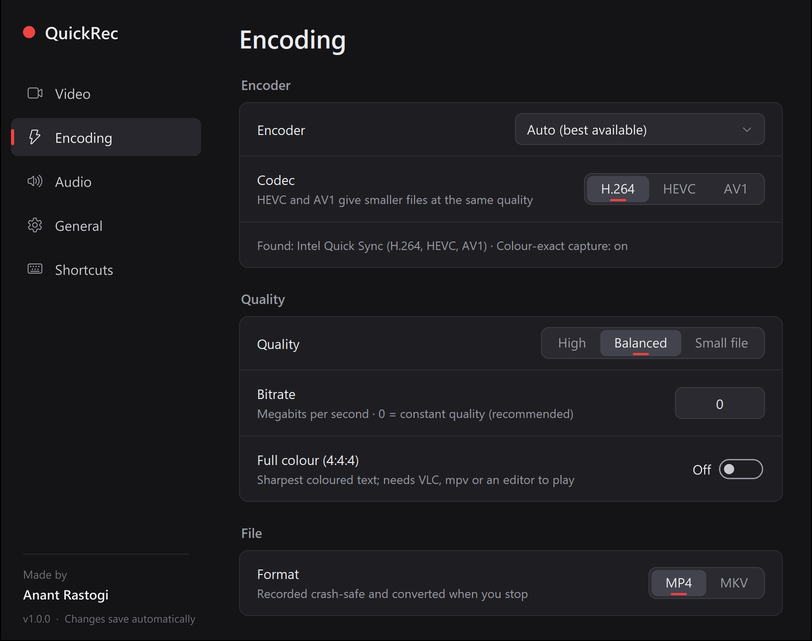 QuickRec
Video
Encoding
Audio
General
Shortcuts
Made by
Anant Rastogi
v1.0.0 · Changes save automatically
Encoding
Encoder
Encoder
Auto (best available)
Codec
HEVC and AV1 give smaller files at the same quality
H.264 HEVC AV1
Found: Intel Quick Sync (H.264, HEVC, AV1) · Colour-exact capture: on
Quality
Quality
High Balanced Small file
Bitrate
Megabits per second · 0 = constant quality (recommended)
0
Full colour (4:4:4)
Sharpest coloured text; needs VLC, mpv or an editor to play
Off
File
Format
Recorded crash-safe and converted when you stop
MP4 MKV